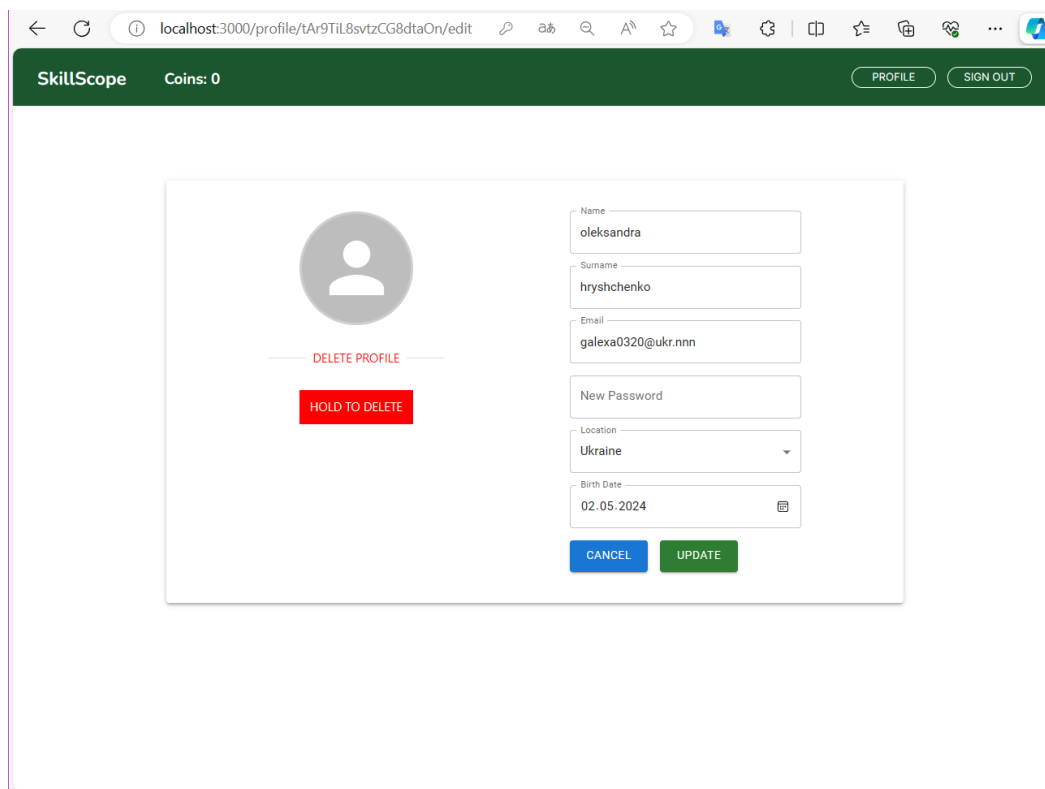 localhost:3000/profile/tAr9TiL8svtzCG8dtaOn/edit
SkillScope Coins: 0 PROFILE SIGN OUT
Name
oleksandra
Surname
hryshchenko
Email
galexa0320@ukr.nnn
DELETE PROFILE
HOLD TO DELETE
New Password
Location
Ukraine
Birth Date
02.05.2024
CANCEL UPDATE